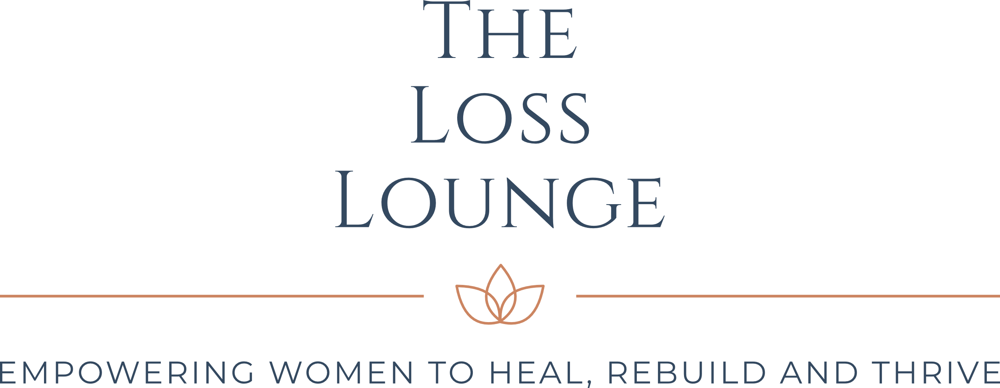 The
Loss
Lounge
EMPOWERING WOMEN TO HEAL, REBUILD AND THRIVE